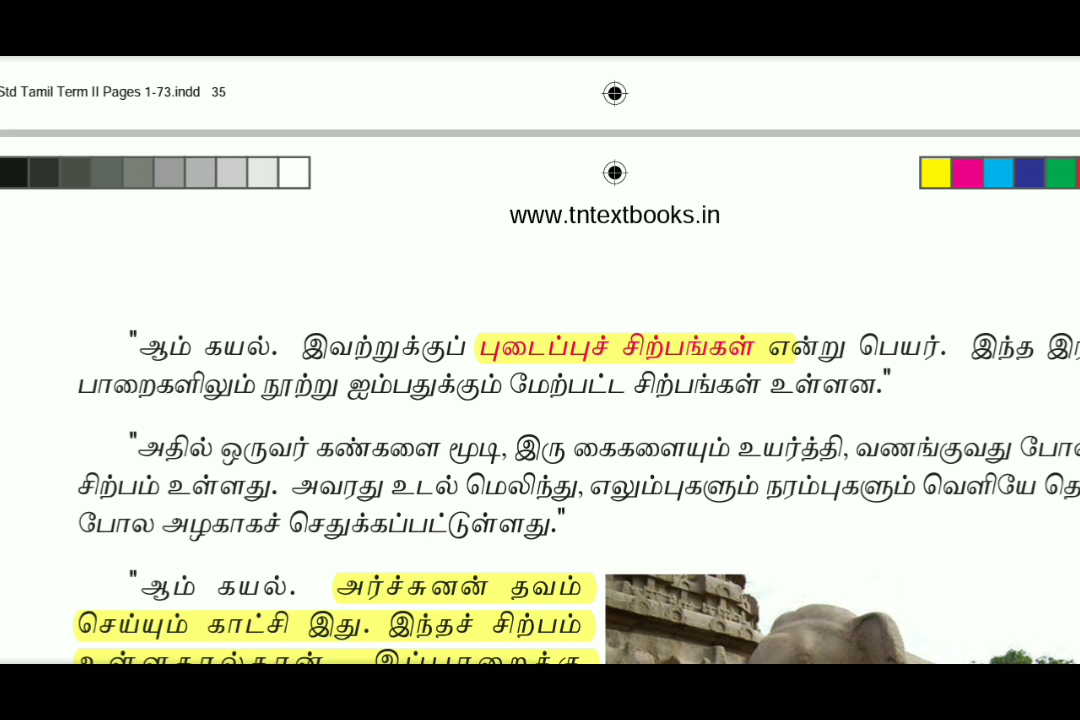 Std Tamil Term II Pages 1-73.indd 35
www.tntextbooks.in
"ஆம் கயல். இவற்றுக்குப் புடைப்புச் சிற்பங்கள் என்று பெயர். இந்த
பாறைகளிலும் நூற்று ஐம்பதுக்கும் மேற்பட்ட சிற்பங்கள் உள்ளன."
"அதில் ஒருவர் கண்களை மூடி, இரு கைகளையும் உயர்த்தி, வணங்குவது
சிற்பம் உள்ளது. அவரது உடல் மெலிந்து, எலும்புகளும் நரம்புகளும் வெளியே
போல அழகாகச் செதுக்கப்பட்டுள்ளது."
"ஆம் கயல். அர்ச்சுனன் தவம்
செய்யும் காட்சி இது. இந்தச் சிற்பம்